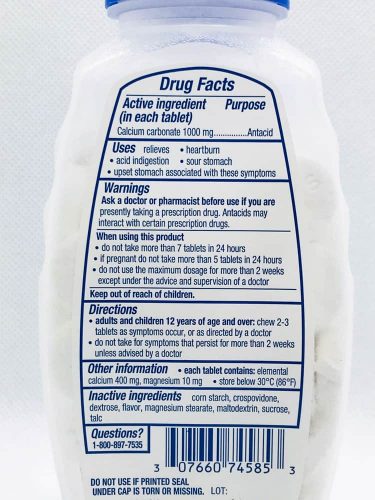 Drug Facts
Active ingredient Purpose
(in each tablet)
Calcium carbonate 1000 mg..............Antacid
Uses relieves • heartburn
• acid indigestion • sour stomach
• upset stomach associated with these symptoms
Warnings
Ask a doctor or pharmacist before use if you are
presently taking a prescription drug. Antacids may
interact with certain prescription drugs.
When using this product
• do not take more than 7 tablets in 24 hours
• if pregnant do not take more than 5 tablets in 24 hours
• do not use the maximum dosage for more than 2 weeks
except under the advice and supervision of a doctor
Keep out of reach of children.
Directions
• adults and children 12 years of age and over: chew 2-3
tablets as symptoms occur, or as directed by a doctor
• do not take for symptoms that persist for more than 2 weeks
unless advised by a doctor
Other information • each tablet contains: elemental
calcium 400 mg, magnesium 10 mg • store below 30°C (86°F)
Inactive ingredients corn starch, crospovidone,
dextrose, flavor, magnesium stearate, maltodextrin, sucrose,
talc
Questions?
1-800-897-7535
3 07660 74585 3
DO NOT USE IF PRINTED SEAL
UNDER CAP IS TORN OR MISSING. LOT: